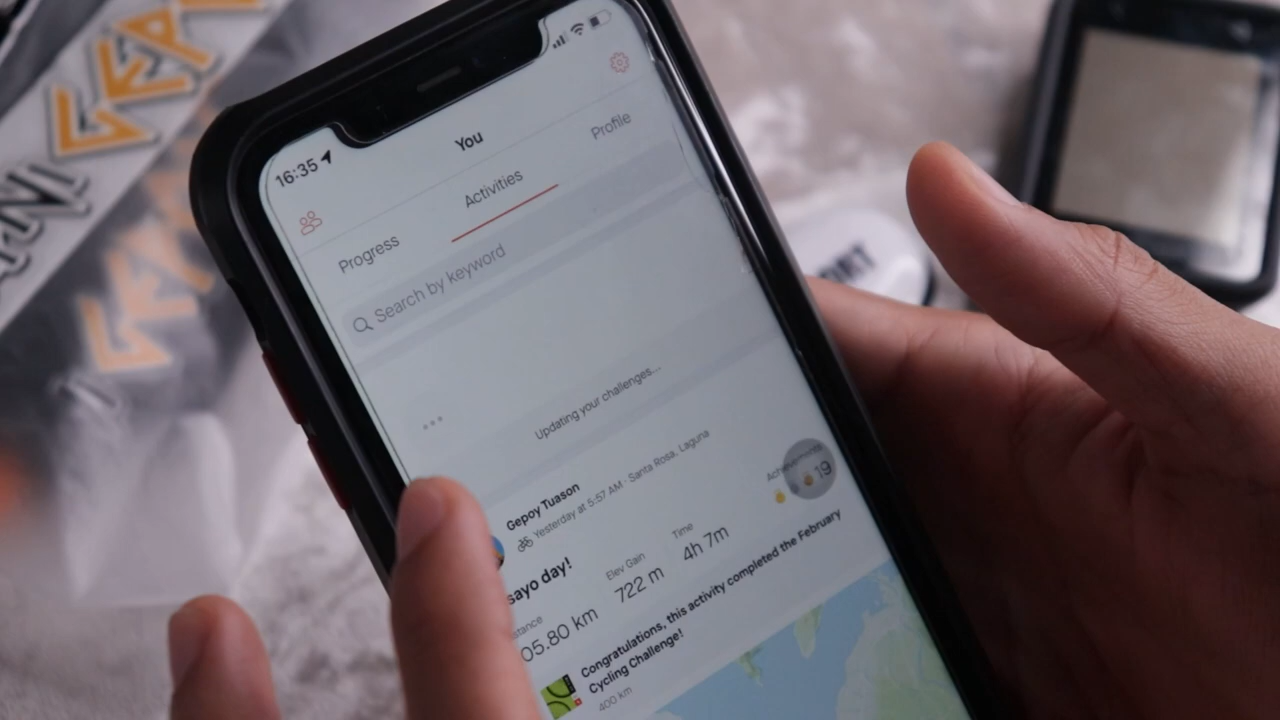 16:35
You
Progress
Activities
Profile
Search by keyword
Updating your challenges...
Gepoy Tuason
Yesterday at 5:57 AM · Santa Rosa, Laguna
sayo day!
Elev Gain
Time
05.80 km
722 m
4h 7m
19
Congratulations, this activity completed the February
Cycling Challenge!
400 km